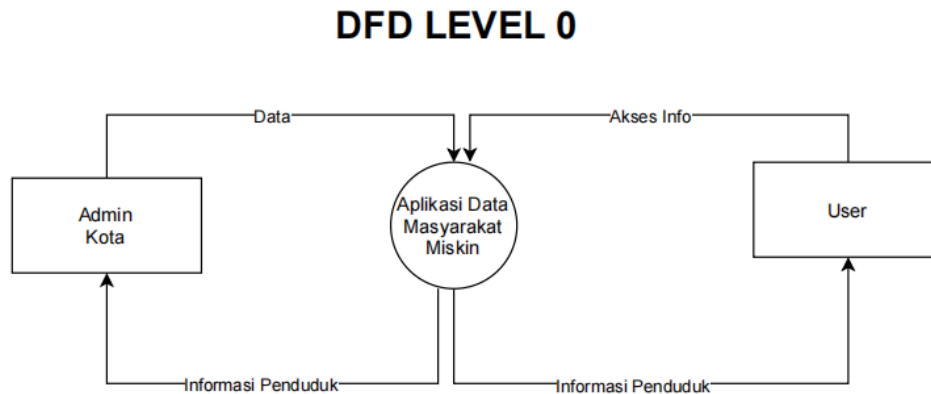 DFD LEVEL 0
Data
Akses Info
Admin
Kota
Aplikasi Data
Masyarakat
Miskin
User
Informasi Penduduk
Informasi Penduduk